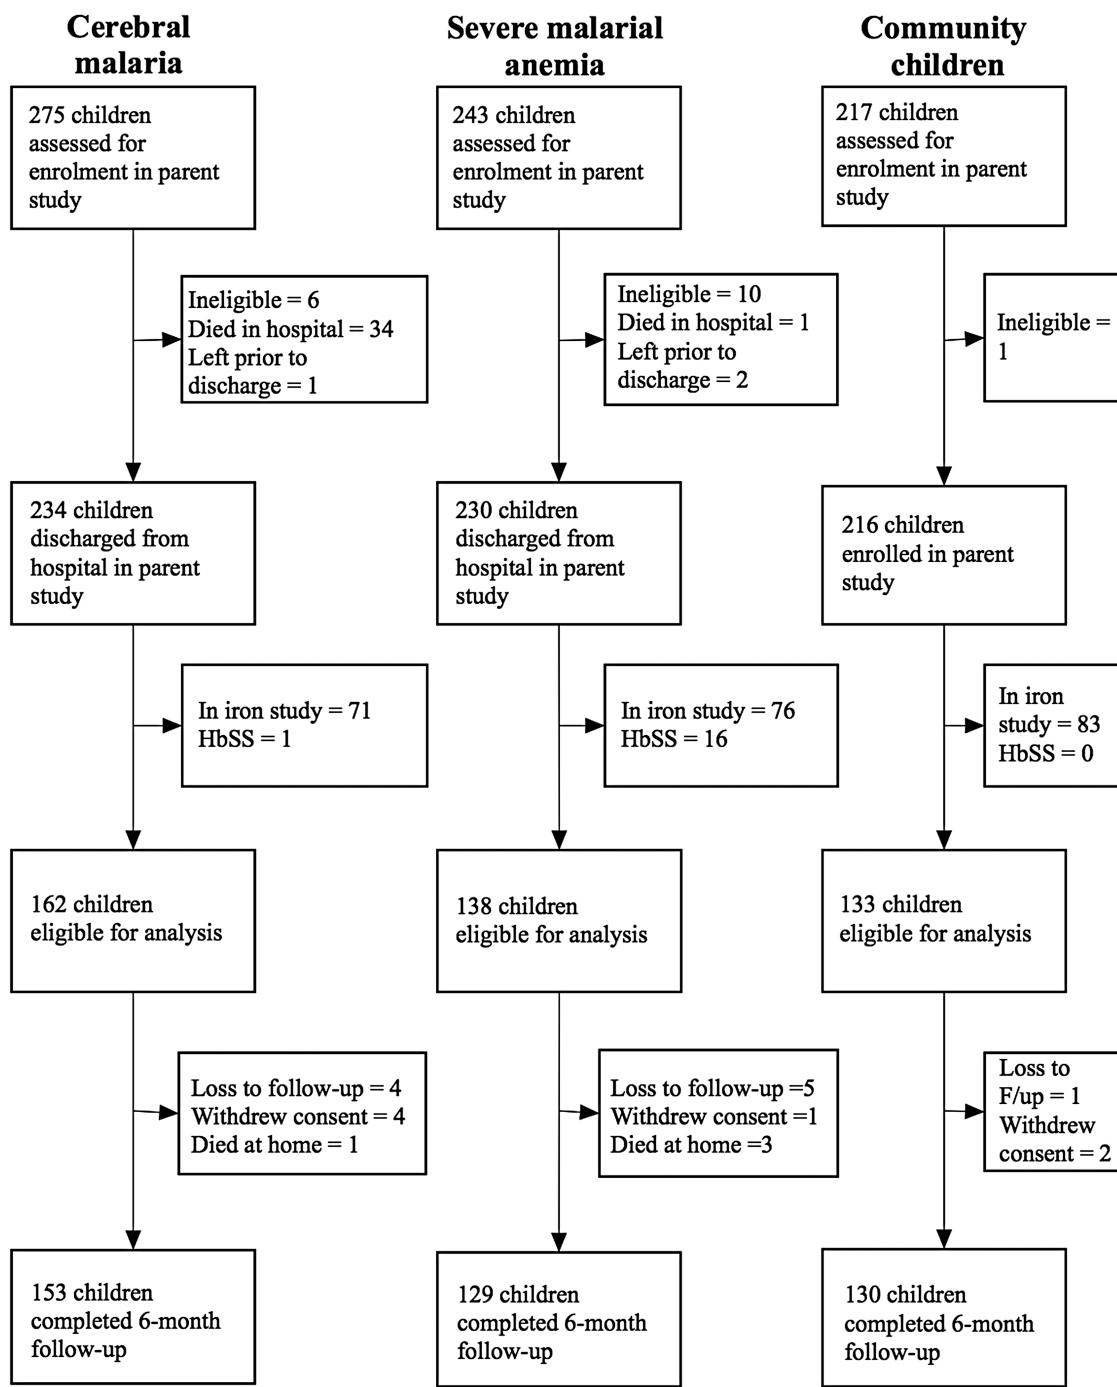 Cerebral
malaria
275 children
assessed for
enrolment in parent
study
Ineligible = 6
Died in hospital = 34
Left prior to
discharge = 1
234 children
discharged from
hospital in parent
study
In iron study = 71
HbSS = 1
162 children
eligible for analysis
Loss to follow-up = 4
Withdrew consent = 4
Died at home = 1
153 children
completed 6-month
follow-up
Severe malarial
anemia
243 children
assessed for
enrolment in parent
study
Ineligible = 10
Died in hospital = 1
Left prior to
discharge = 2
230 children
discharged from
hospital in parent
study
In iron study = 76
HbSS = 16
138 children
eligible for analysis
Loss to follow-up =5
Withdrew consent =1
Died at home =3
129 children
completed 6-month
follow-up
Community
children
217 children
assessed for
enrolment in parent
study
Ineligible =
1
216 children
enrolled in parent
study
In iron
study = 83
HbSS = 0
133 children
eligible for analysis
Loss to
F/up = 1
Withdrew
consent = 2
130 children
completed 6-month
follow-up